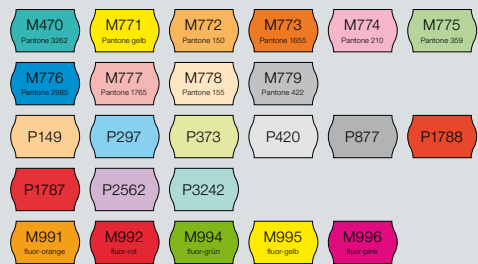 M470 M771 M772 M773 M774 M775
Pantone 3262 Pantone gelb Pantone 150 Pantone 1655 Pantone 210 Pantone 359
M776 M777 M778 M779
Pantone 2985 Pantone 1765 Pantone 155 Pantone 422
P149 P297 P373 P420 P877 P1788
P1787 P2562 P3242
M991 M992 M994 M995 M996
fluor-orange fluor-rot fluor-grün fluor-gelb fluor-pink